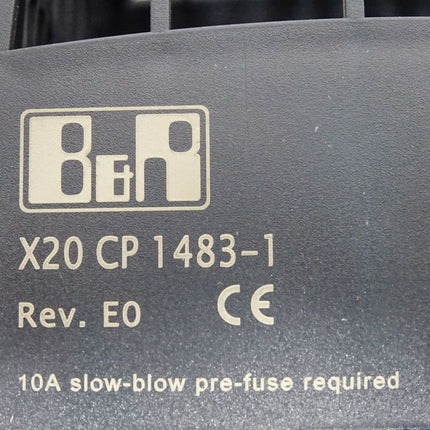 B&R
X20 CP 1483-1
Rev. E0 CE
10A slow-blow pre-fuse required